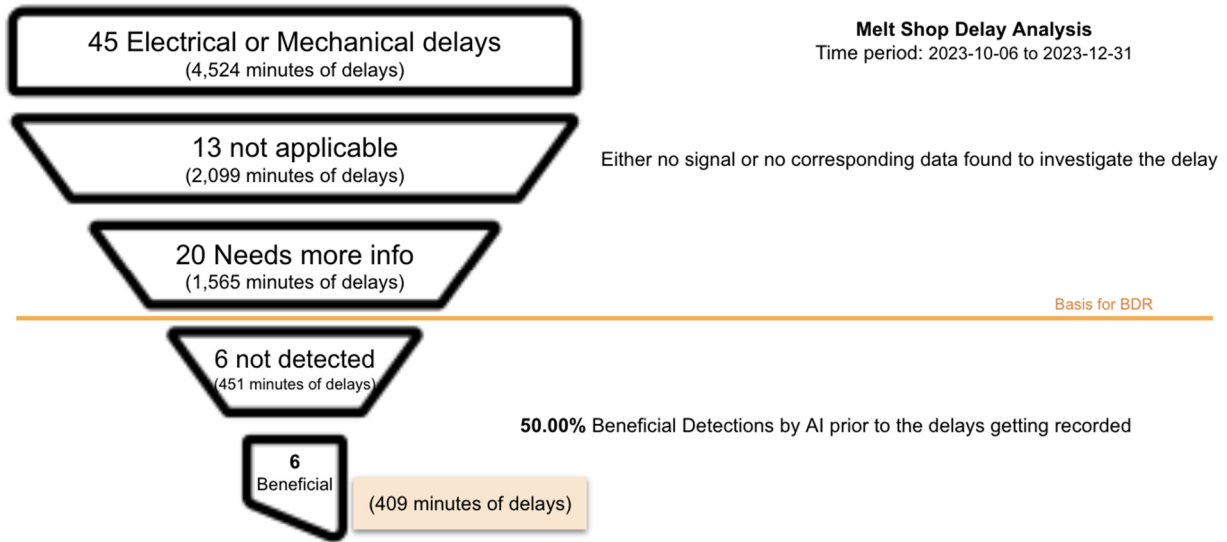 45 Electrical or Mechanical delays
(4,524 minutes of delays)
Melt Shop Delay Analysis
Time period: 2023-10-06 to 2023-12-31
13 not applicable
(2,099 minutes of delays)
Either no signal or no corresponding data found to investigate the delay
20 Needs more info
(1,565 minutes of delays)
Basis for BDR
6 not detected
(451 minutes of delays)
50.00% Beneficial Detections by AI prior to the delays getting recorded
6
Beneficial
(409 minutes of delays)